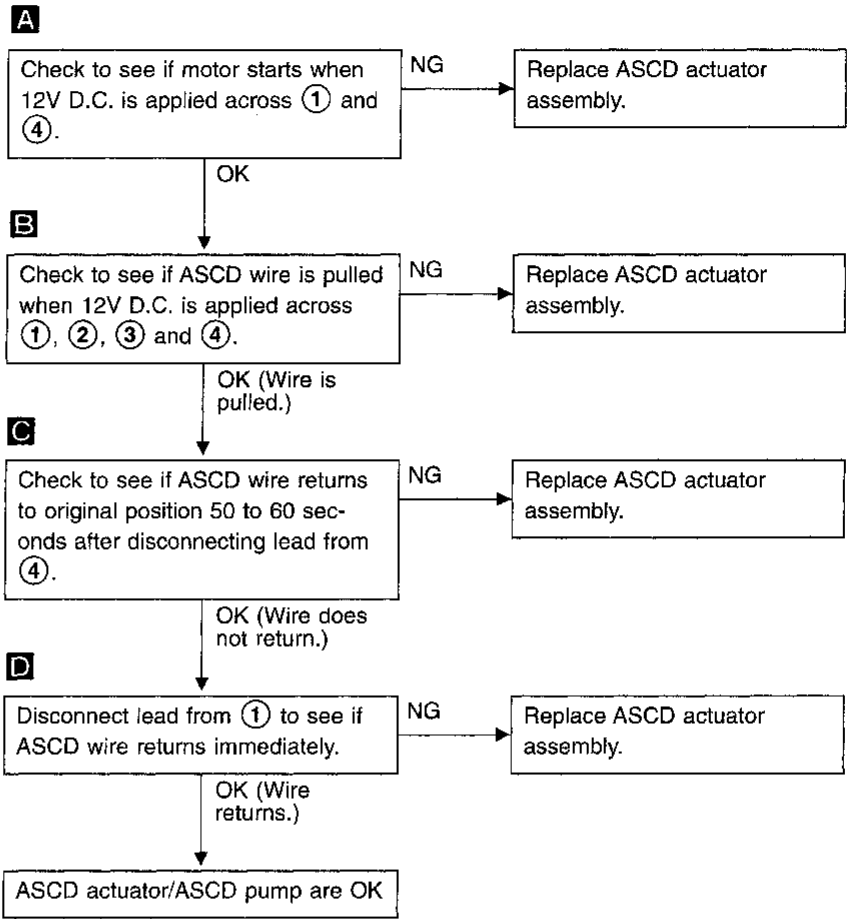 A
Check to see if motor starts when
12V D.C. is applied across ① and
④.
NG
Replace ASCD actuator
assembly.
OK
B
Check to see if ASCD wire is pulled
when 12V D.C. is applied across
①, ②, ③ and ④.
NG
Replace ASCD actuator
assembly.
OK (Wire is
pulled.)
C
Check to see if ASCD wire returns
to original position 50 to 60 sec-
onds after disconnecting lead from
④.
NG
Replace ASCD actuator
assembly.
OK (Wire does
not return.)
D
Disconnect lead from ① to see if
ASCD wire returns immediately.
NG
Replace ASCD actuator
assembly.
OK (Wire
returns.)
ASCD actuator/ASCD pump are OK